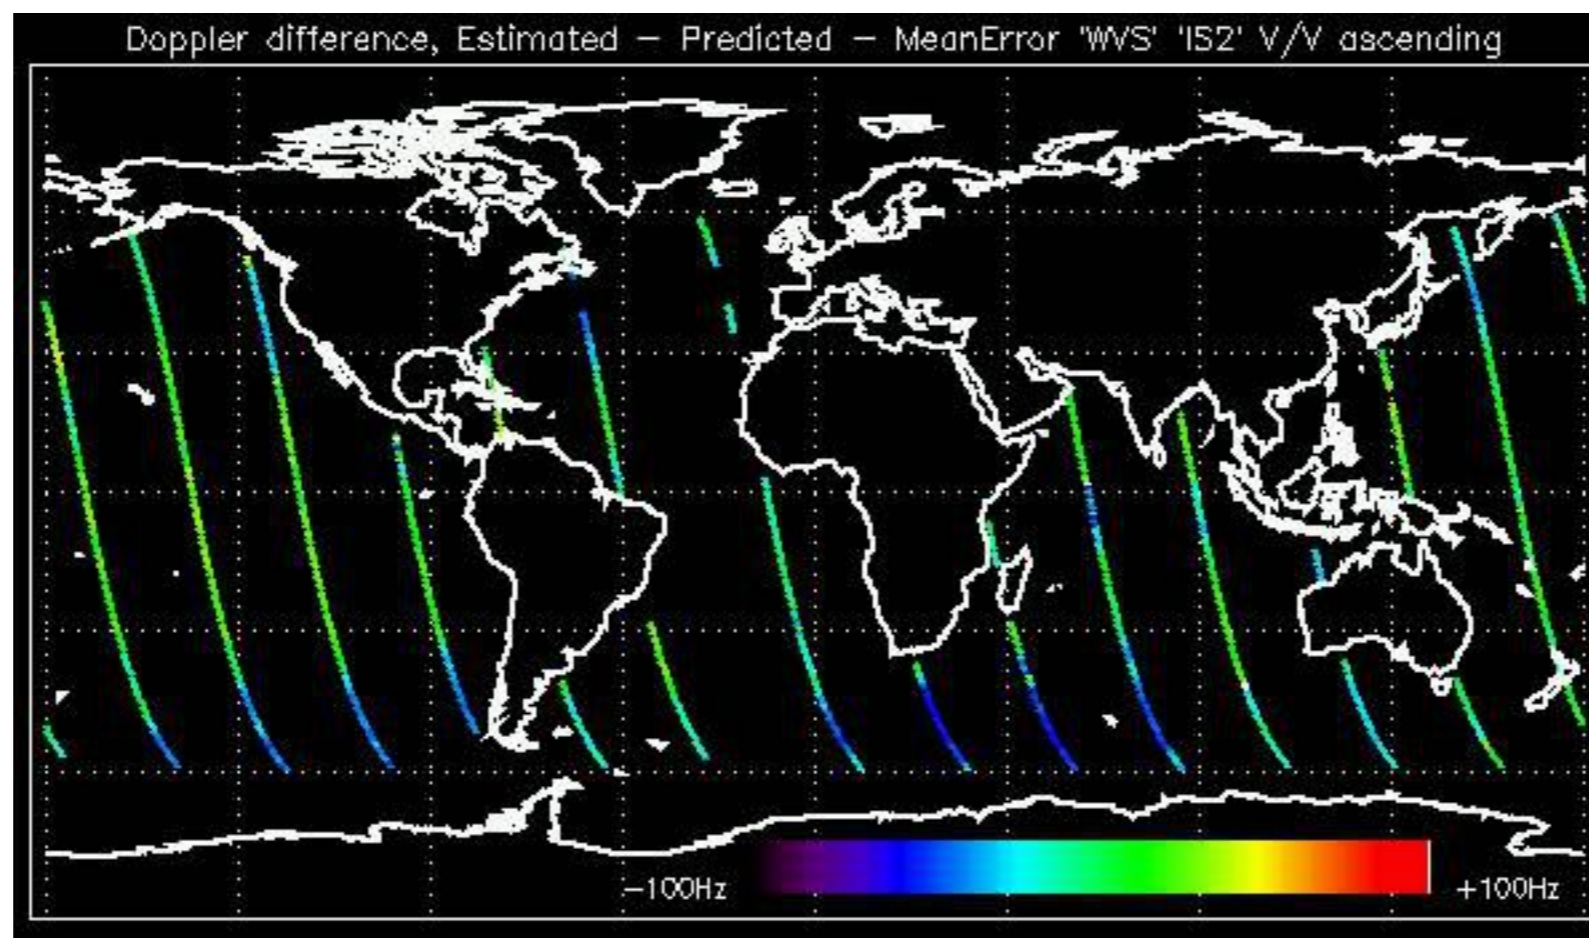 Doppler difference, Estimated – Predicted – MeanError 'WVS' 'IS2' V/V ascending
–100Hz
+100Hz